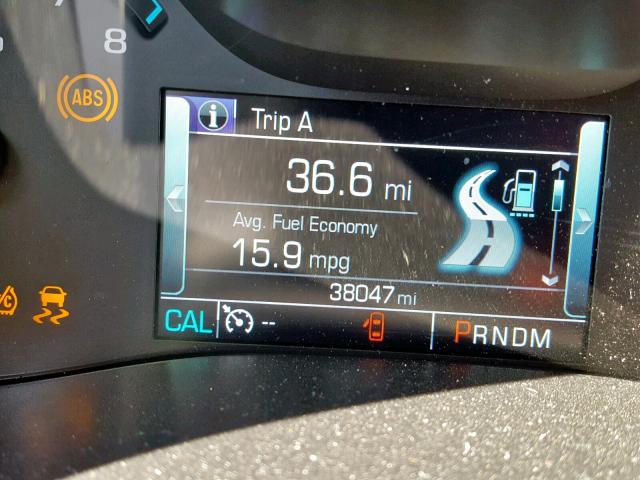 8
ABS
i Trip A
36.6 mi
Avg. Fuel Economy
15.9 mpg
38047 mi
CAL -- PRNDM